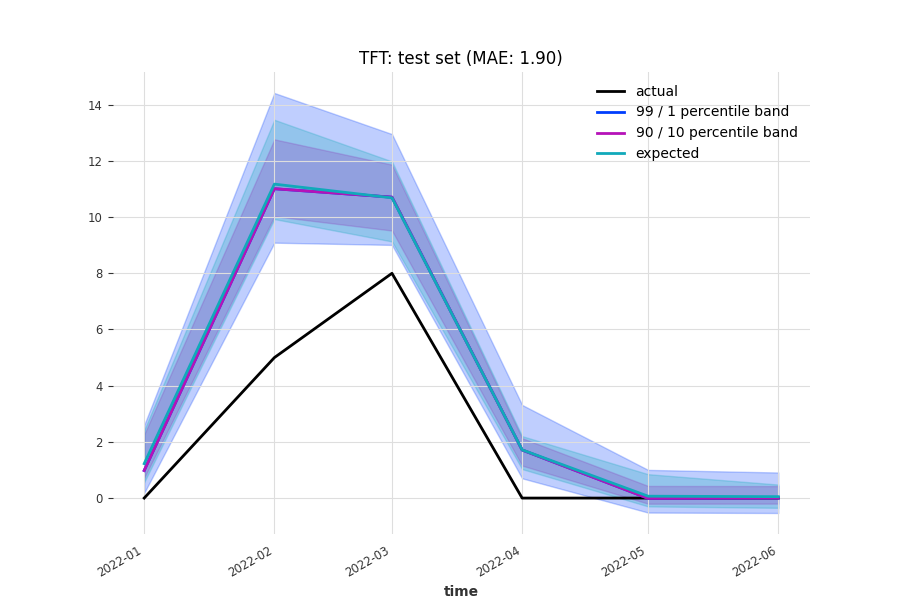 TFT: test set (MAE: 1.90)
actual
99 / 1 percentile band
90 / 10 percentile band
expected
14
12
10
8
6
4
2
0
2022-01
2022-02
2022-03
2022-04
2022-05
2022-06
time